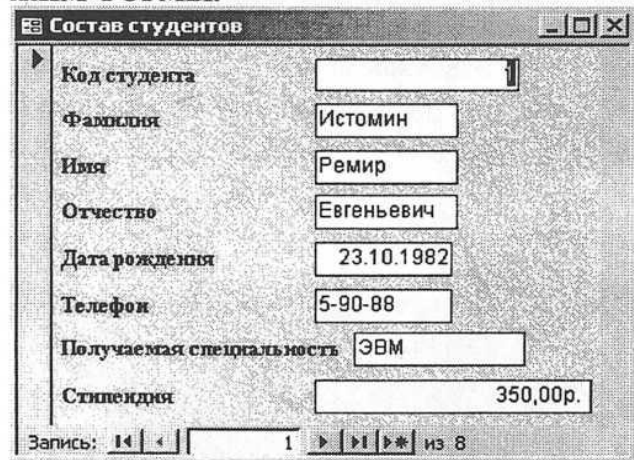 Состав студентов
Код студента 1
Фамилия Истомин
Имя Ремир
Отчество Евгеньевич
Дата рождения 23.10.1982
Телефон 5-90-88
Получаемая специальность ЭВМ
Стипендия 350,00р.
Запись: 1 из 8